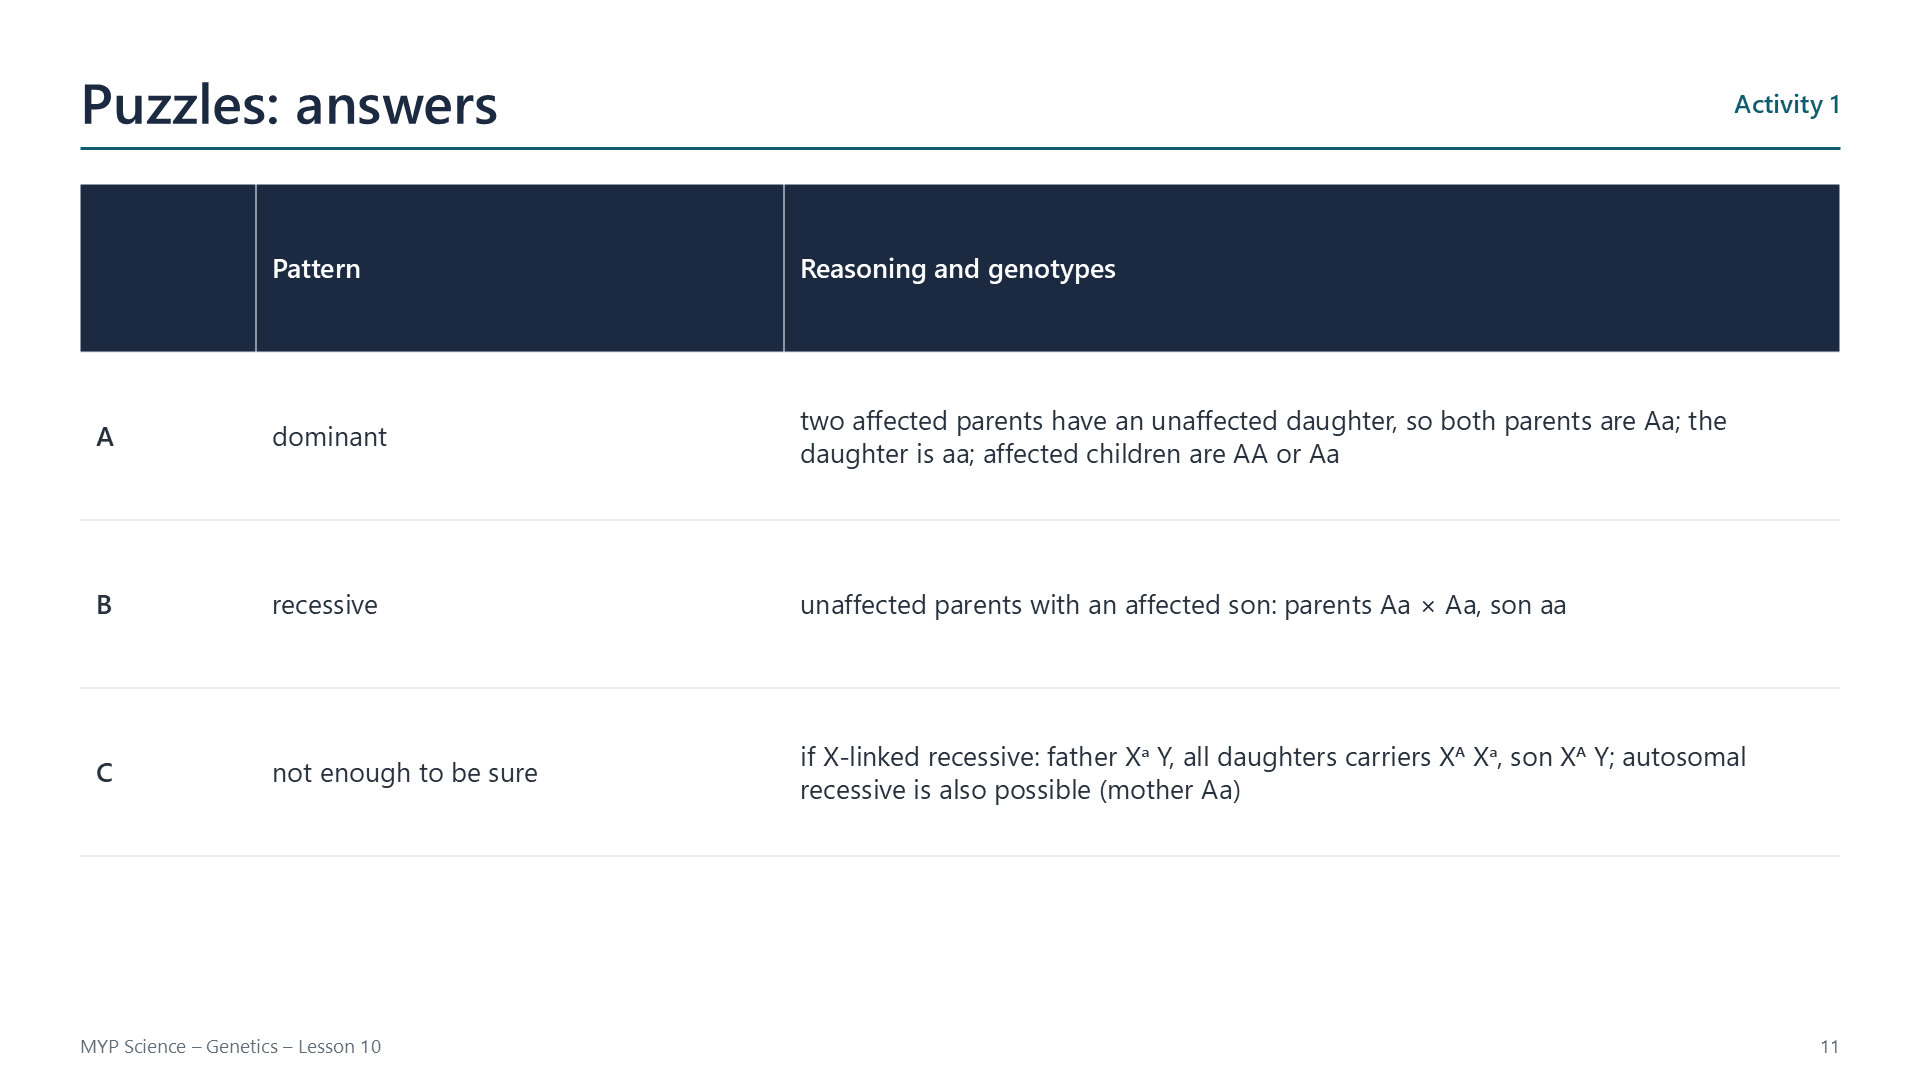 Puzzles: answers
Activity 1
Pattern
Reasoning and genotypes
A
dominant
two affected parents have an unaffected daughter, so both parents are Aa; the
daughter is aa; affected children are AA or Aa
B
recessive
unaffected parents with an affected son: parents Aa × Aa, son aa
C
not enough to be sure
if X-linked recessive: father Xᵃ Y, all daughters carriers Xᴬ Xᵃ, son Xᴬ Y; autosomal
recessive is also possible (mother Aa)
MYP Science – Genetics – Lesson 10
11